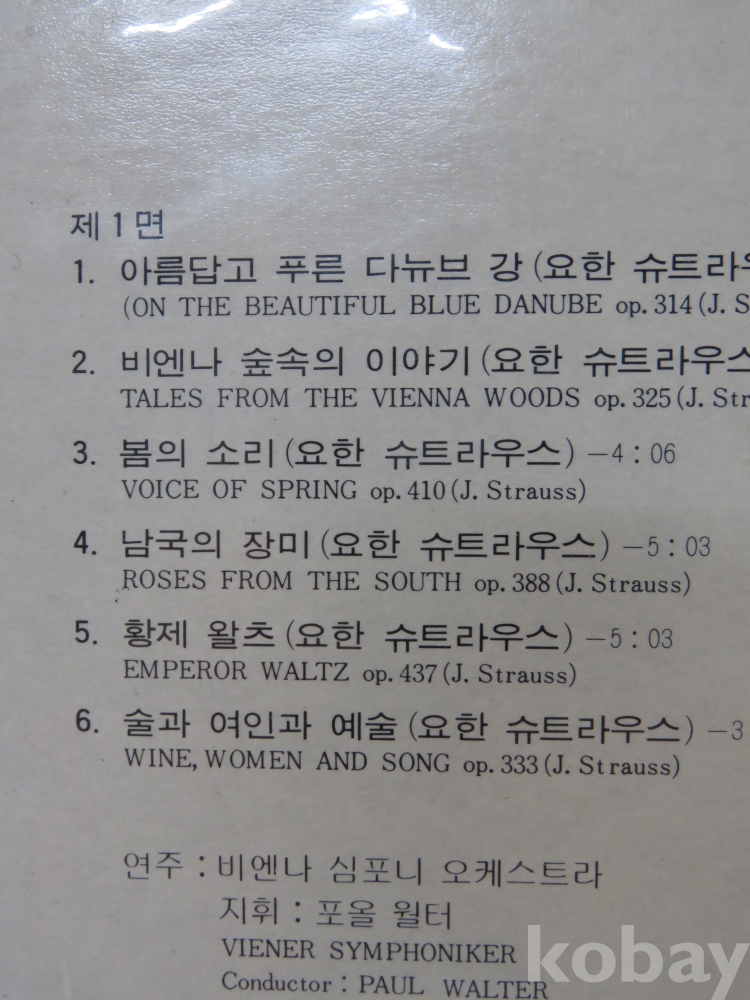 제1면
1. 아름답고 푸른 다뉴브 강(요한 슈트라우
(ON THE BEAUTIFUL BLUE DANUBE op.314(J. S
2. 비엔나 숲속의 이야기(요한 슈트라우스
TALES FROM THE VIENNA WOODS op.325(J. Str
3. 봄의 소리(요한 슈트라우스)－4：06
VOICE OF SPRING op.410(J. Strauss)
4. 남국의 장미(요한 슈트라우스)－5：03
ROSES FROM THE SOUTH op.388(J. Strauss)
5. 황제 왈츠(요한 슈트라우스)－5：03
EMPEROR WALTZ op.437(J. Strauss)
6. 술과 여인과 예술(요한 슈트라우스)－3
WINE, WOMEN AND SONG op.333(J. Strauss)
연주：비엔나 심포니 오케스트라
지휘：포올 월터
VIENER SYMPHONIKER
Conductor：PAUL WALTER
kobay